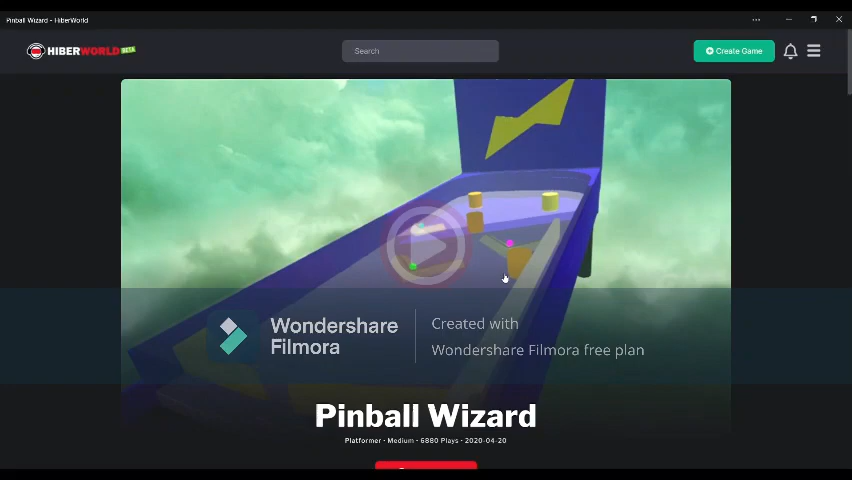 Pinball Wizard - HiberWorld
HIBERWORLD BETA
Search
Create Game
Wondershare
Filmora
Created with
Wondershare Filmora free plan
Pinball Wizard
Platformer · Medium · 6880 Plays · 2020-04-20